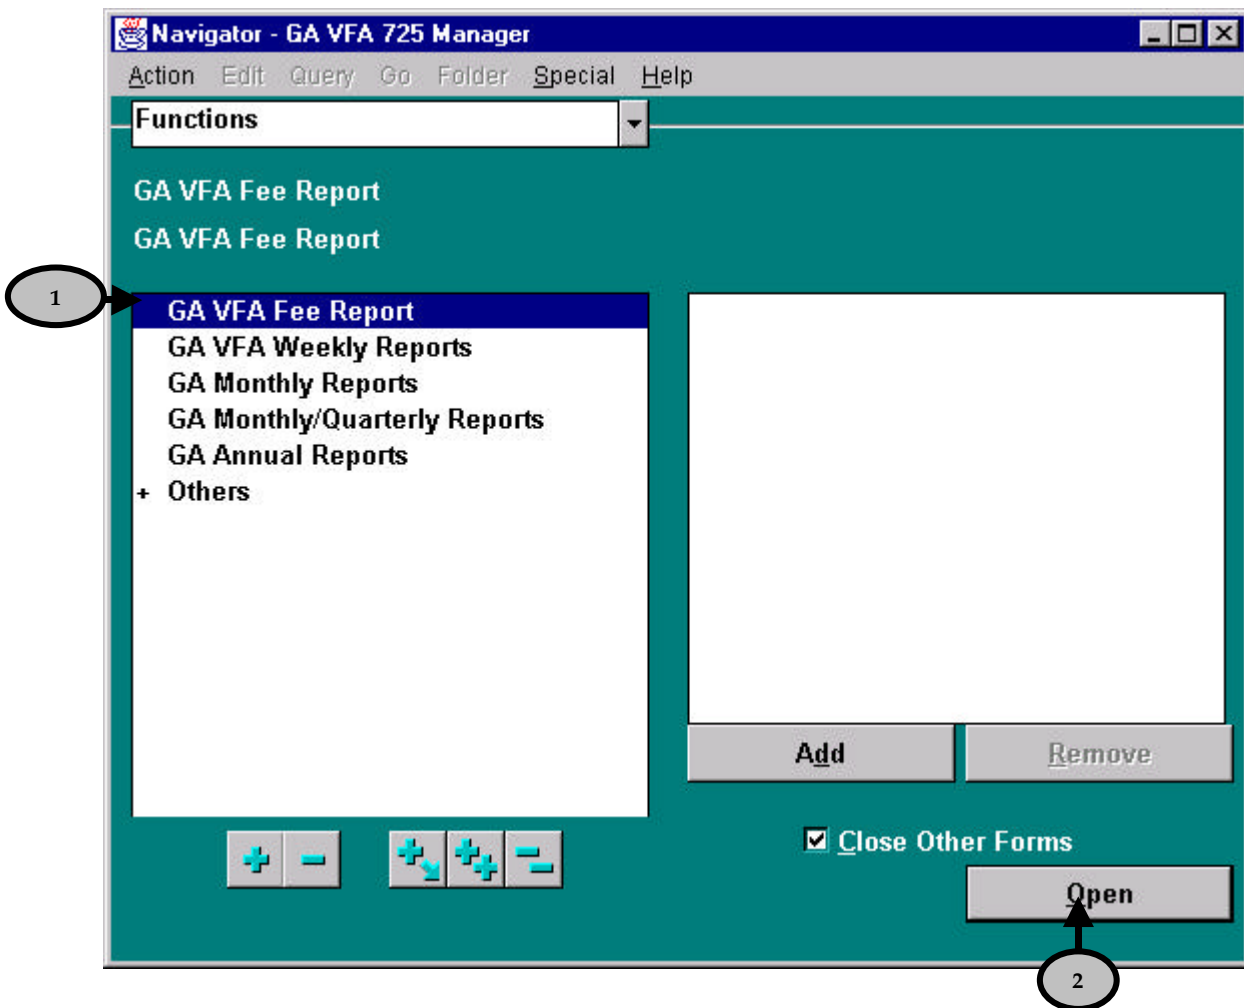 Navigator - GA VFA 725 Manager
Action Edit Query Go Folder Special Help
Functions
GA VFA Fee Report
GA VFA Fee Report
1
GA VFA Fee Report
GA VFA Weekly Reports
GA Monthly Reports
GA Monthly/Quarterly Reports
GA Annual Reports
+ Others
Add Remove
Close Other Forms
Open
2